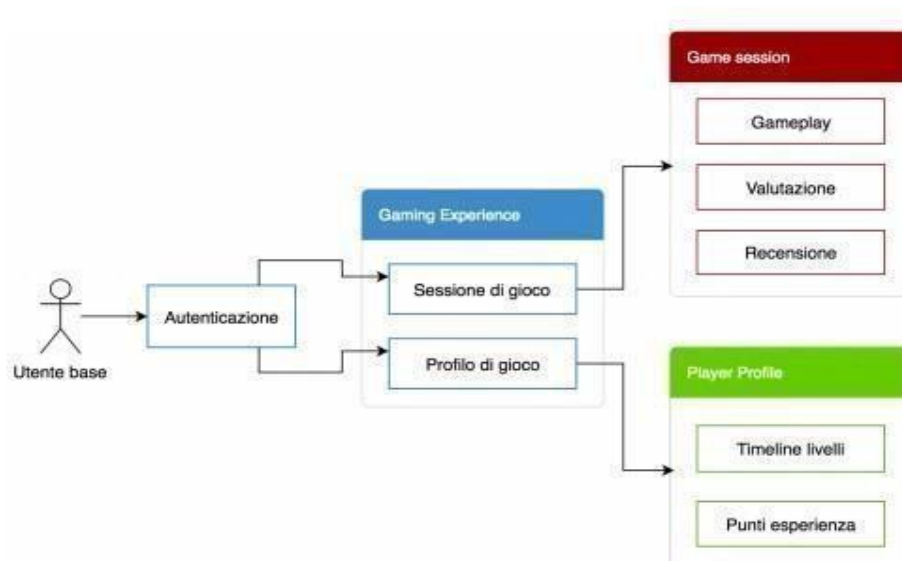 Game session
Gameplay
Valutazione
Recensione
Gaming Experience
Sessione di gioco
Profilo di gioco
Autenticazione
Utente base
Player Profile
Timeline livelli
Punti esperienza